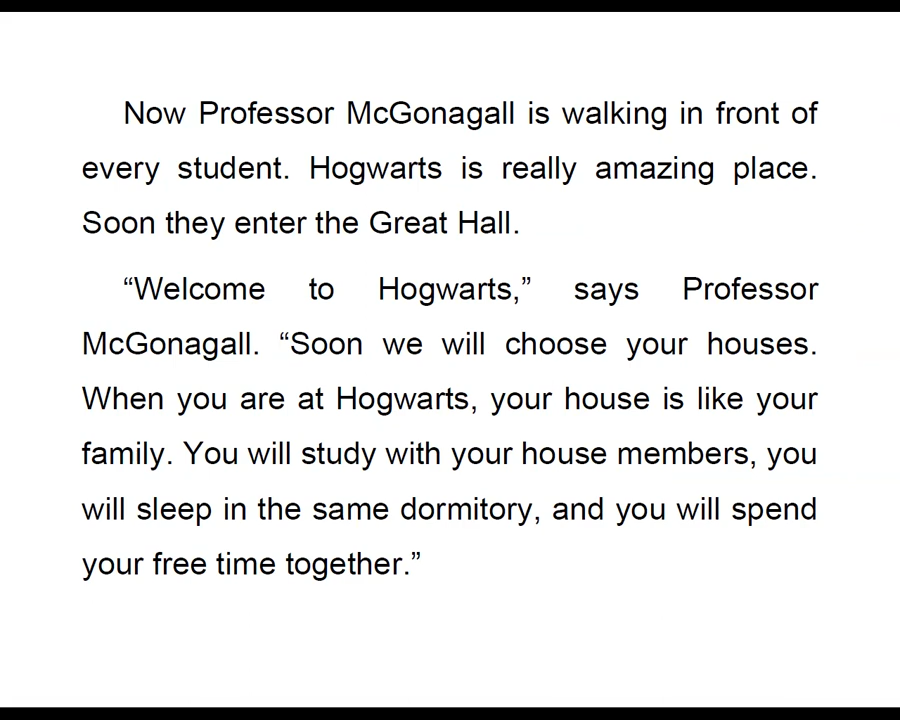 Now Professor McGonagall is walking in front of
every student. Hogwarts is really amazing place.
Soon they enter the Great Hall.
“Welcome to Hogwarts,” says Professor
McGonagall. “Soon we will choose your houses.
When you are at Hogwarts, your house is like your
family. You will study with your house members, you
will sleep in the same dormitory, and you will spend
your free time together.”